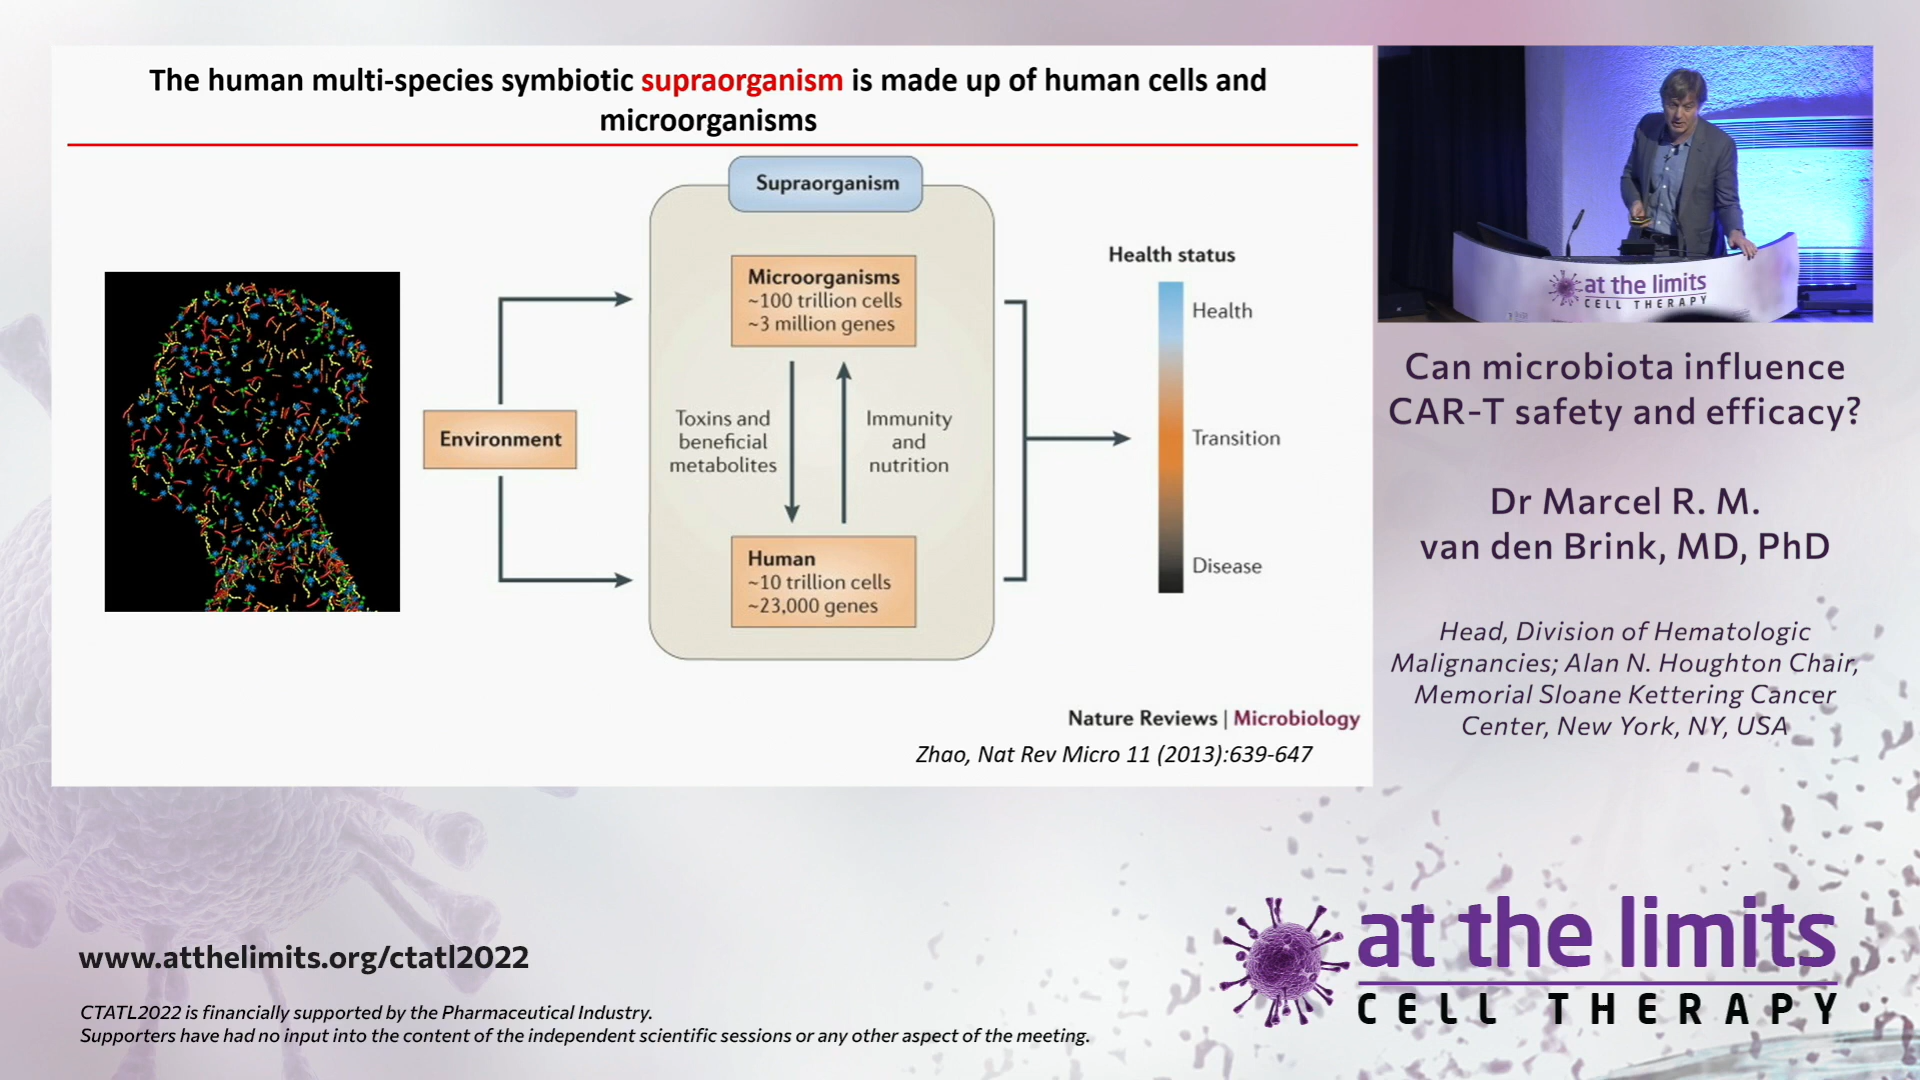 The human multi-species symbiotic supraorganism is made up of human cells and
microorganisms
Supraorganism
Microorganisms
~100 trillion cells
~3 million genes
Environment
Toxins and
beneficial
metabolites
Immunity
and
nutrition
Human
~10 trillion cells
~23,000 genes
Health status
Health
Transition
Disease
Nature Reviews | Microbiology
Zhao, Nat Rev Micro 11 (2013):639-647
at the limits
CELL THERAPY
Can microbiota influence
CAR-T safety and efficacy?
Dr Marcel R. M.
van den Brink, MD, PhD
Head, Division of Hematologic
Malignancies; Alan N. Houghton Chair,
Memorial Sloane Kettering Cancer
Center, New York, NY, USA
www.atthelimits.org/ctatl2022
CTATL2022 is financially supported by the Pharmaceutical Industry.
Supporters have had no input into the content of the independent scientific sessions or any other aspect of the meeting.
at the limits
CELL THERAPY